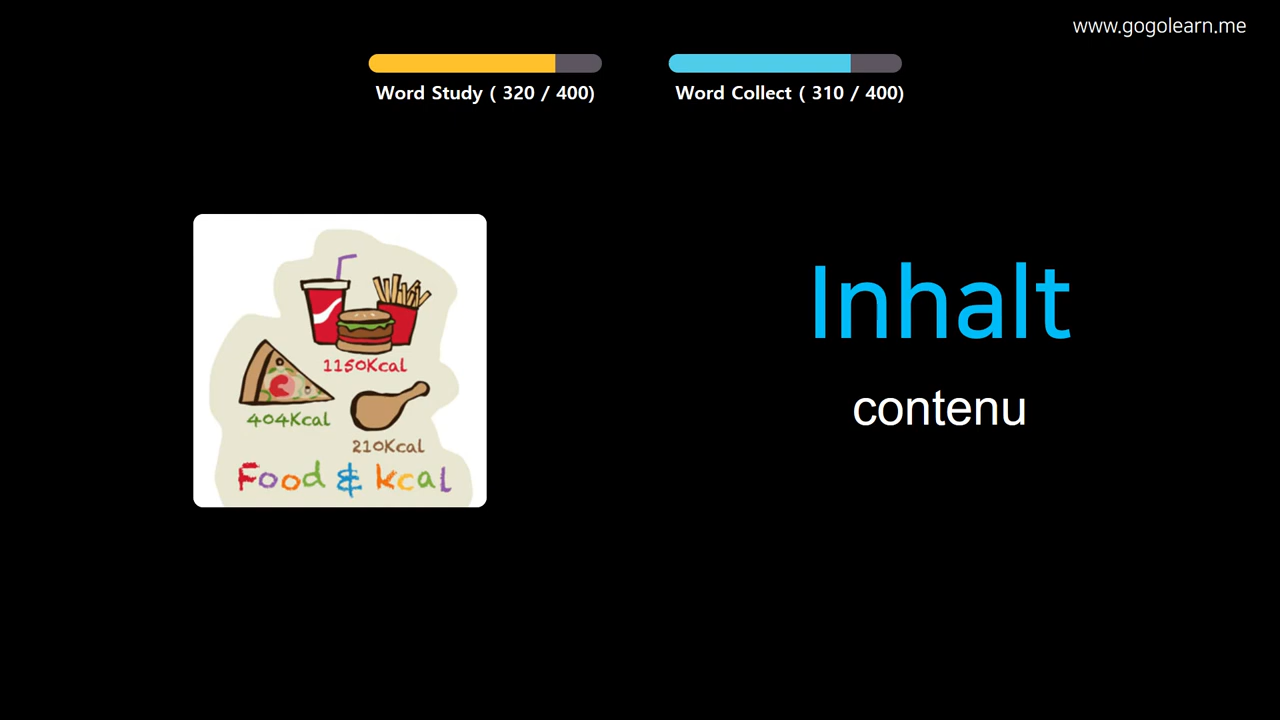 www.gogolearn.me
Word Study ( 320 / 400)
Word Collect ( 310 / 400)
1150Kcal
404Kcal
210Kcal
Food & kcal
Inhalt
contenu